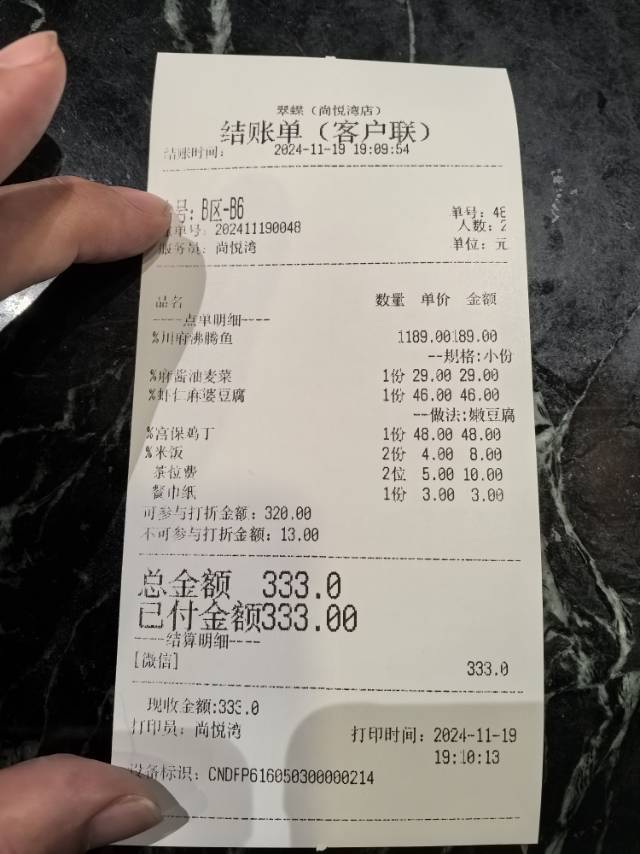 翠蝶（尚悦湾店）
结账单（客户联）
结账时间： 2024-11-19 19:09:54
号：B区-B6 单号：48
单号：202411190048 人数：2
服务员：尚悦湾 单位：元
品名 数量 单价 金额
----点单明细----
%川府沸腾鱼 1189.00189.00
--规格:小份
%府酱油麦菜 1份 29.00 29.00
%虾仁麻婆豆腐 1份 46.00 46.00
--做法:嫩豆腐
%宫保鸡丁 1份 48.00 48.00
%米饭 2份 4.00 8.00
茶位费 2位 5.00 10.00
餐巾纸 1份 3.00 3.00
可参与打折金额：320.00
不可参与打折金额：13.00
总金额 333.0
已付金额333.00
----结算明细----
[微信] 333.0
现收金额:333.0
打印员：尚悦湾 打印时间：2024-11-19
19:10:13
设备标识：CNDFP616050300000214